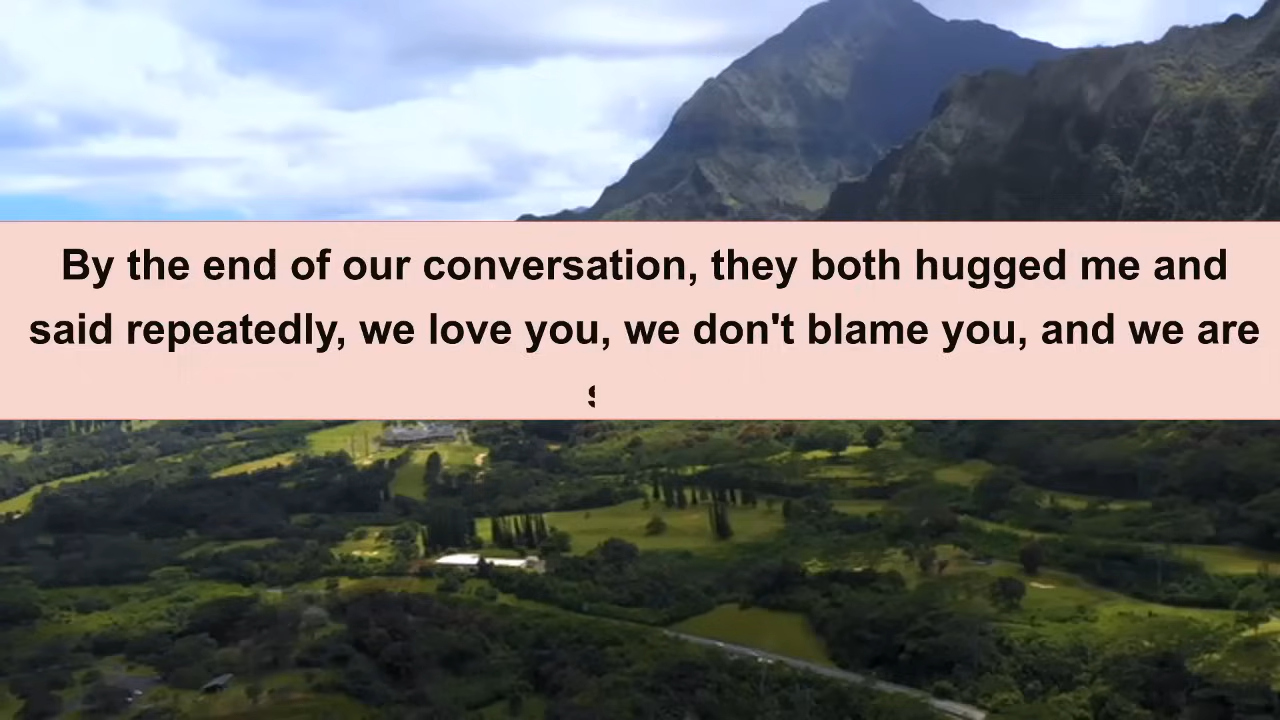 By the end of our conversation, they both hugged me and
said repeatedly, we love you, we don't blame you, and we are